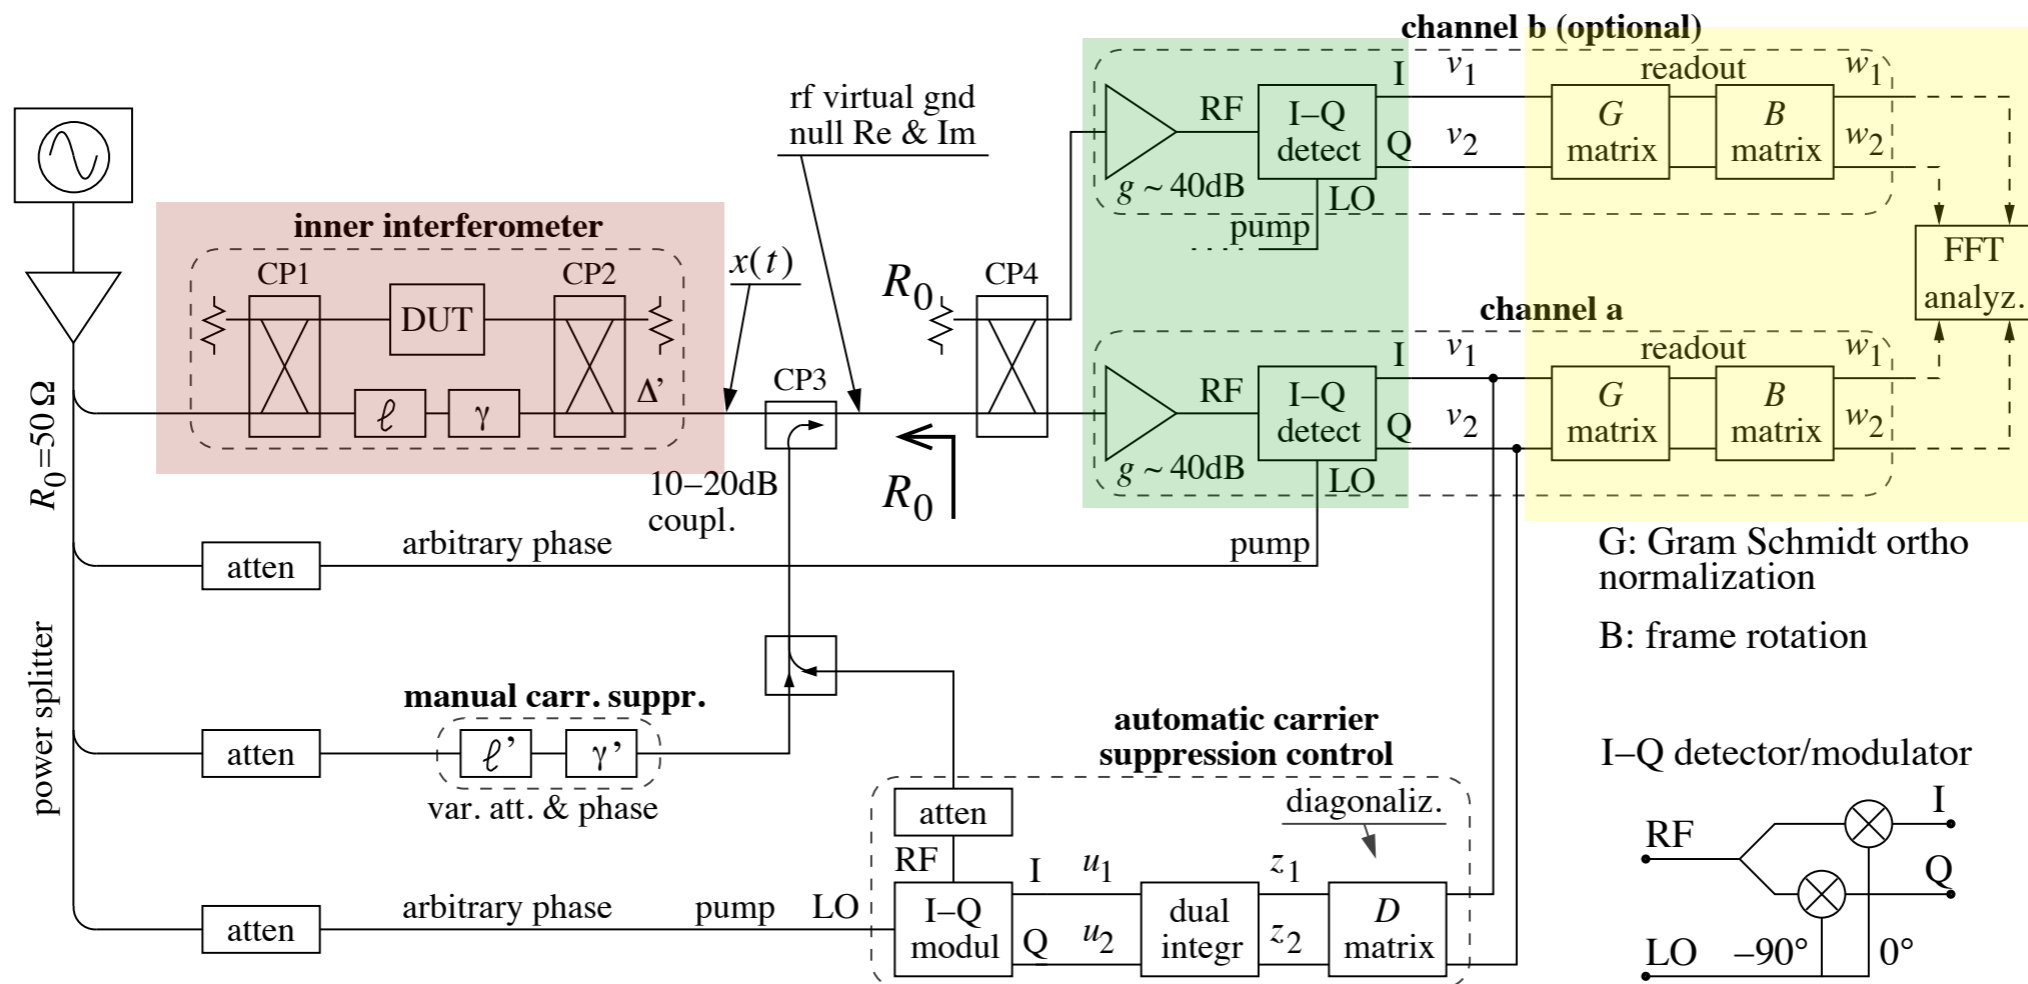 channel b (optional)
I
v1
readout
w1
rf virtual gnd
null Re & Im
RF
I–Q
detect
G
matrix
B
matrix
Q
v2
w2
g ~ 40dB
LO
pump
inner interferometer
CP1
CP2
DUT
x(t)
R0
CP4
FFT
analyz.
channel a
I
v1
readout
w1
ℓ
γ
Δ'
CP3
RF
I–Q
detect
G
matrix
B
matrix
Q
v2
w2
g ~ 40dB
LO
R0=50 Ω
10–20dB
coupl.
R0
atten
arbitrary phase
pump
G: Gram Schmidt ortho
normalization
B: frame rotation
power splitter
manual carr. suppr.
atten
ℓ'
γ'
var. att. & phase
automatic carrier
suppression control
diagonaliz.
atten
RF
I
u1
z1
atten
arbitrary phase
pump
LO
I–Q
modul
Q
u2
dual
integr
z2
D
matrix
I–Q detector/modulator
RF
I
Q
LO
–90°
0°